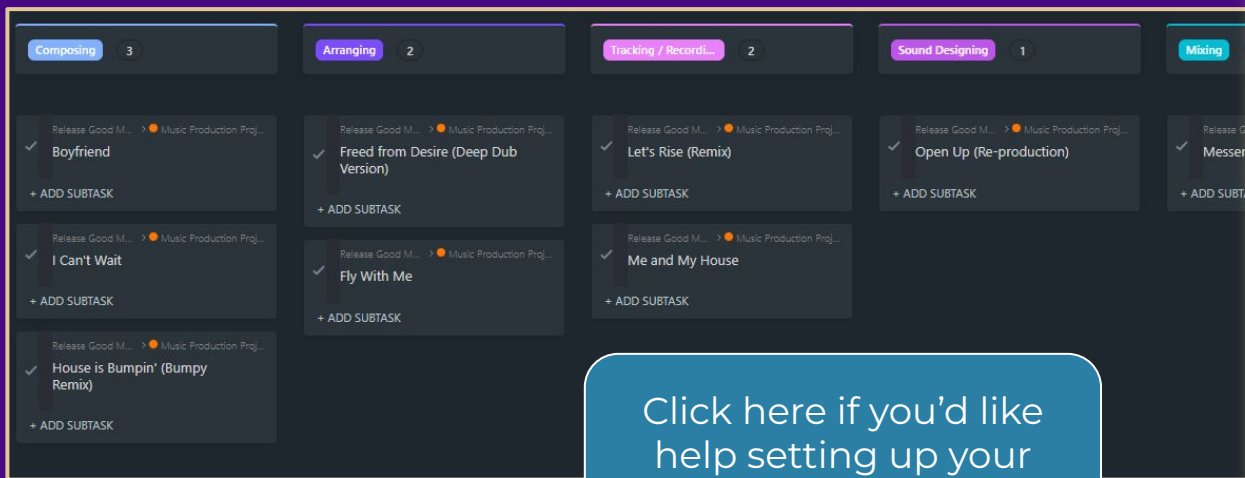 Composing 3
Arranging 2
Tracking / Recordi... 2
Sound Designing 1
Mixing
Release Good M... > Music Production Proj...
Boyfriend
+ ADD SUBTASK
Release Good M... > Music Production Proj...
I Can't Wait
+ ADD SUBTASK
Release Good M... > Music Production Proj...
House is Bumpin' (Bumpy
Remix)
+ ADD SUBTASK
Release Good M... > Music Production Proj...
Freed from Desire (Deep Dub
Version)
+ ADD SUBTASK
Release Good M... > Music Production Proj...
Fly With Me
+ ADD SUBTASK
Release Good M... > Music Production Proj...
Let's Rise (Remix)
+ ADD SUBTASK
Release Good M... > Music Production Proj...
Me and My House
+ ADD SUBTASK
Release Good M... > Music Production Proj...
Open Up (Re-production)
+ ADD SUBTASK
Release
+ ADD
Click here if you’d like
help setting up your